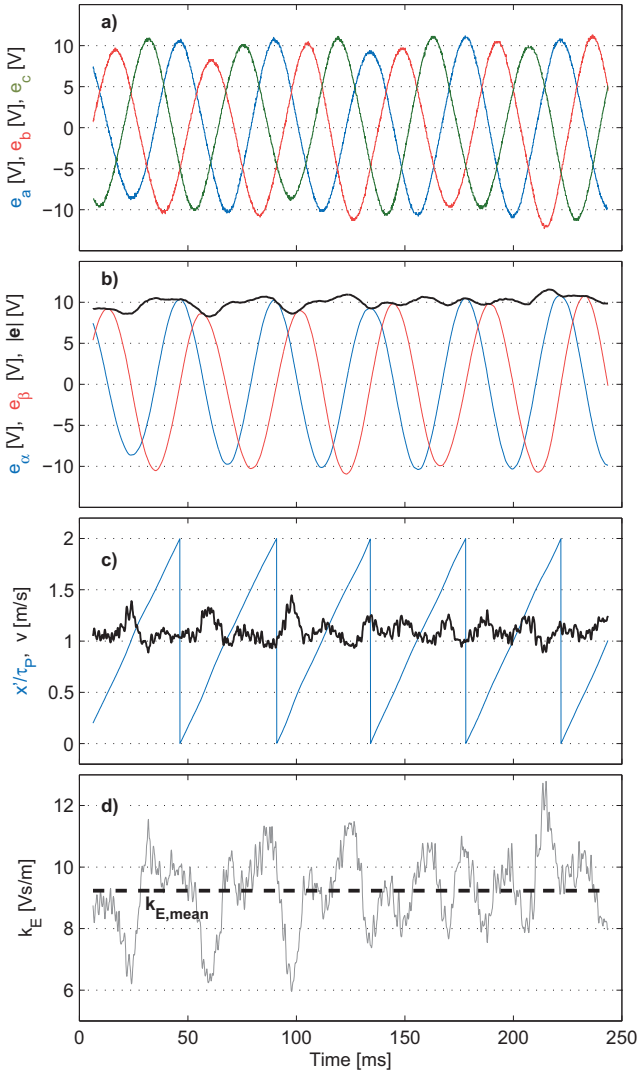 a)
10
5
0
−5
−10
e_a [V], e_b [V], e_c [V]
b)
10
5
0
−5
−10
e_α [V], e_β [V], |e| [V]
c)
2
1.5
1
0.5
0
x'/τ_P, v [m/s]
d)
12
10
8
6
k_E [Vs/m]
k_E,mean
0 50 100 150 200 250
Time [ms]